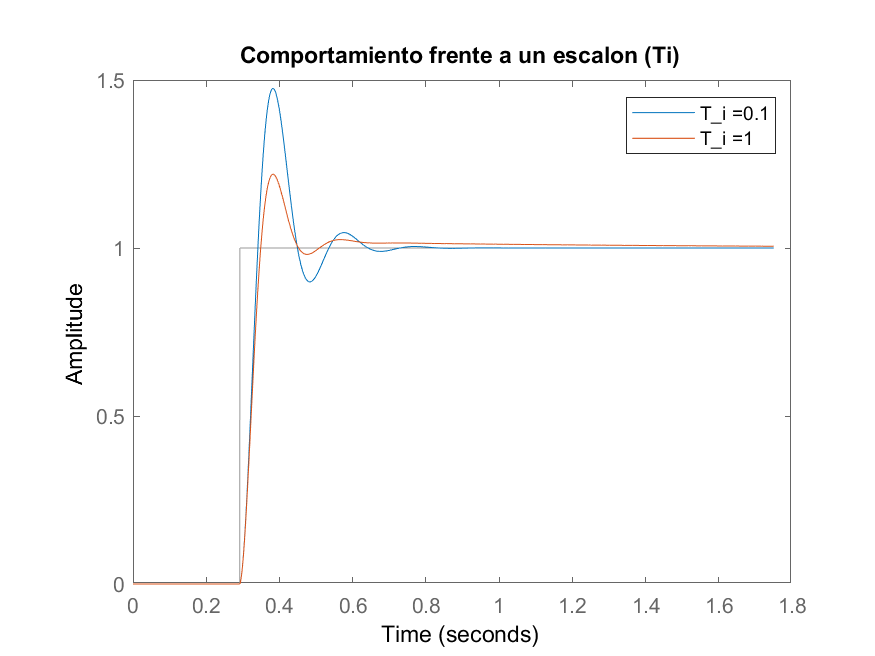 Comportamiento frente a un escalon (Ti)
1.5
T_i =0.1
T_i =1
1
Amplitude
0.5
0
0 0.2 0.4 0.6 0.8 1 1.2 1.4 1.6 1.8
Time (seconds)